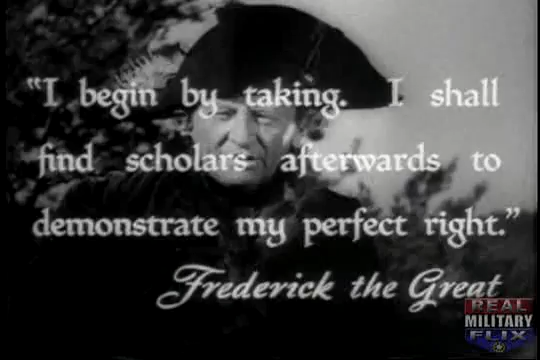 "I begin by taking. I shall
find scholars afterwards to
demonstrate my perfect right."
Frederick the Great
REAL
MILITARY
FLIX